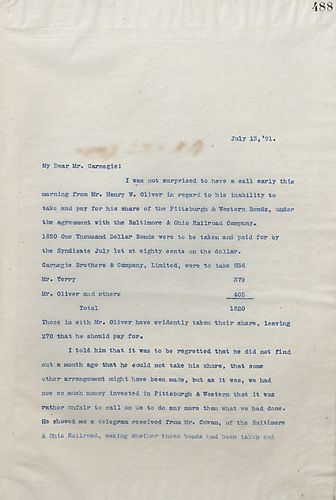 488
July 13,'91.
My Dear Mr. Carnegie:
I was not surprised to have a call early this
morning from Mr. Henry W. Oliver in regard to his inability to
take and pay for his share of the Pittsburgh & Western Bonds, under
the agreement with the Baltimore & Ohio Railroad Company.
1620 One Thousand Dollar Bonds were to be taken and paid for by
the Syndicate July 1st at eighty cents on the dollar.
Carnegie Brothers & Company, Limited, were to take 836
Mr. Terry 379
Mr. Oliver and others 405
Total 1620
Those in with Mr. Oliver have evidently taken their share, leaving
270 that he should pay for.
I told him that it was to be regretted that he did not find
out a month ago that he could not take his share, that some
other arrangement might have been made, but as it was, we had
now so much money invested in Pittsburgh & Western that it was
rather unfair to call on us to do any more than what we had done.
He showed me a telegram received from Mr. Cowan, of the Baltimore
& Ohio Railroad, asking whether these bonds had been taken and